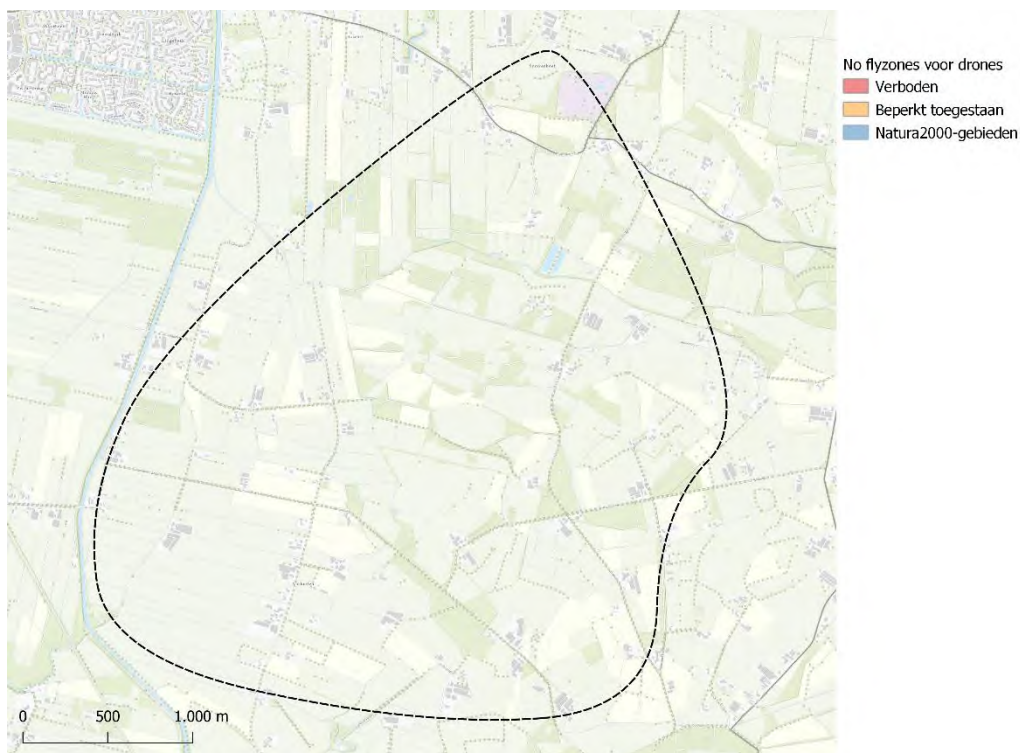 No flyzones voor drones
Verboden
Beperkt toegestaan
Natura2000-gebieden
0 500 1.000 m